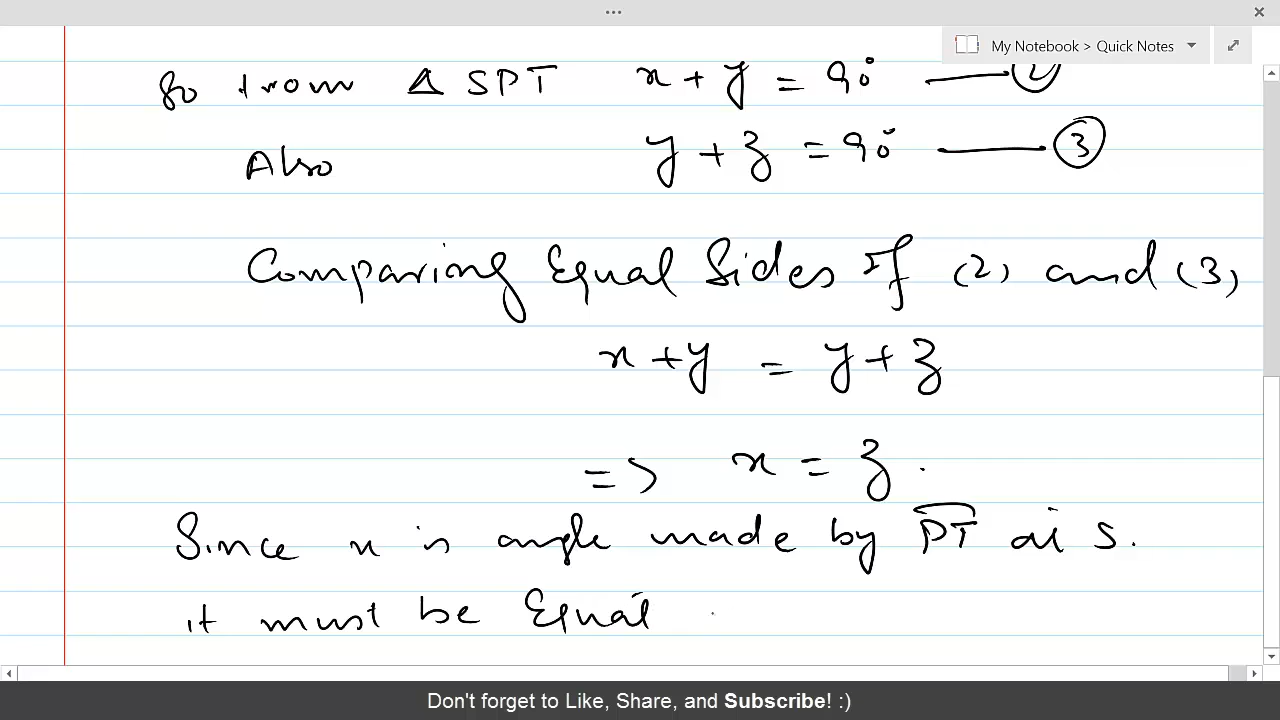 My Notebook > Quick Notes
So from Δ SPT x + y = 90° —— 2
Also y + z = 90° —— 3
Comparing Equal Sides of (2) and (3)
x + y = y + z
=> x = z.
Since x is angle made by PT at S.
it must be Equal
Don't forget to Like, Share, and Subscribe! :)